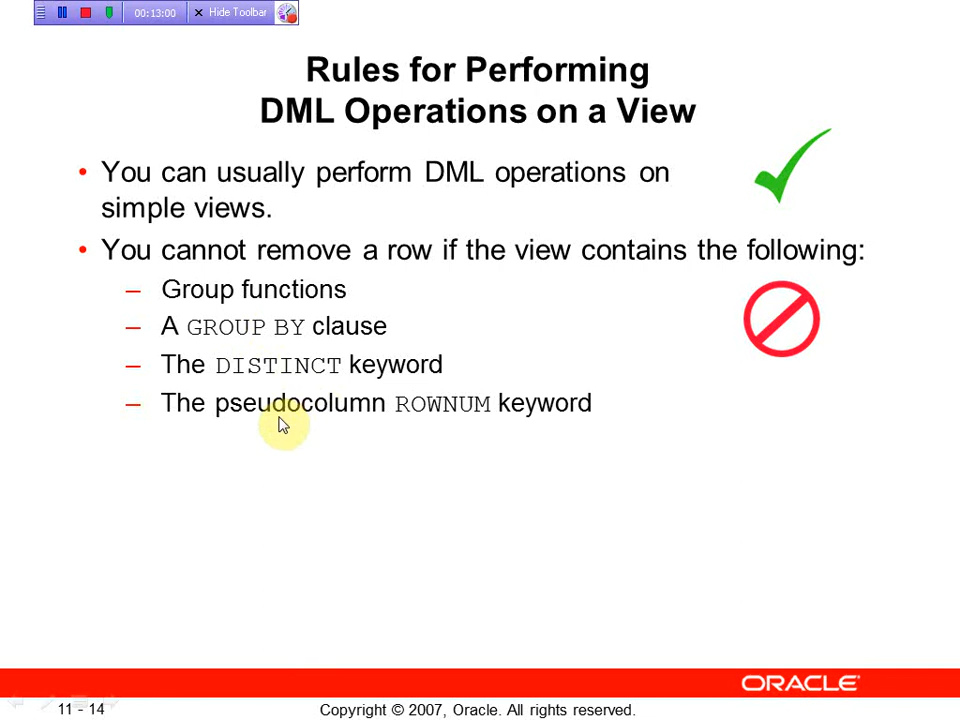 00:13:00 × Hide Toolbar
Rules for Performing
DML Operations on a View
• You can usually perform DML operations on
simple views.
• You cannot remove a row if the view contains the following:
– Group functions
– A GROUP BY clause
– The DISTINCT keyword
– The pseudocolumn ROWNUM keyword
ORACLE
11 - 14 Copyright © 2007, Oracle. All rights reserved.